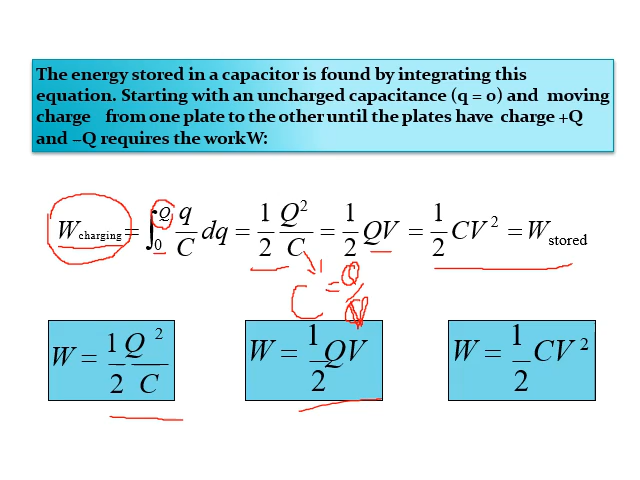 The energy stored in a capacitor is found by integrating this
equation. Starting with an uncharged capacitance (q = 0) and moving
charge from one plate to the other until the plates have charge +Q
and –Q requires the workW:
W_charging = ∫₀^Q q/C dq = 1/2 Q²/C = 1/2 QV = 1/2 CV² = W_stored
C = Q/V
W = 1/2 Q²/C
W = 1/2 QV
W = 1/2 CV²